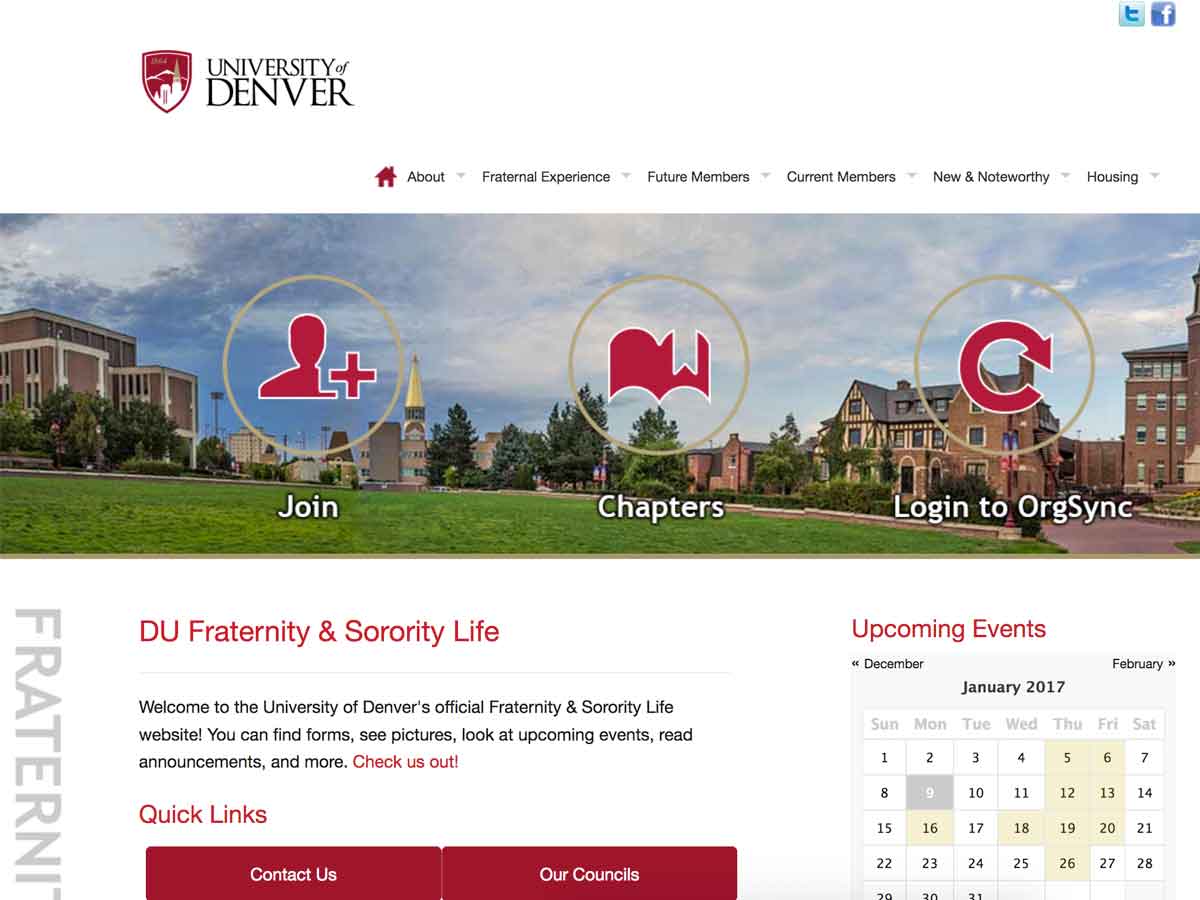 1864
UNIVERSITY of
DENVER
About
Fraternal Experience
Future Members
Current Members
New & Noteworthy
Housing
Join
Chapters
Login to OrgSync
FRATERNIT
DU Fraternity & Sorority Life
Welcome to the University of Denver's official Fraternity & Sorority Life
website! You can find forms, see pictures, look at upcoming events, read
announcements, and more. Check us out!
Quick Links
Contact Us
Our Councils
Upcoming Events
« December
February »
January 2017
Sun Mon Tue Wed Thu Fri Sat
1 2 3 4 5 6 7
8 9 10 11 12 13 14
15 16 17 18 19 20 21
22 23 24 25 26 27 28
29 30 31